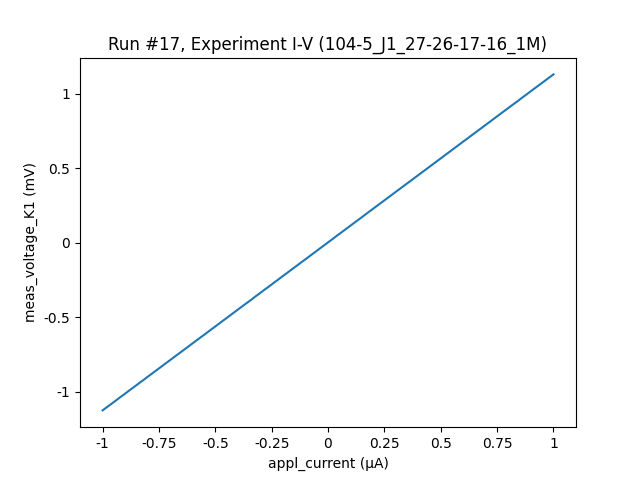 Run #17, Experiment I-V (104-5_J1_27-26-17-16_1M)
1
0.5
0
-0.5
-1
meas_voltage_K1 (mV)
-1 -0.75 -0.5 -0.25 0 0.25 0.5 0.75 1
appl_current (μA)